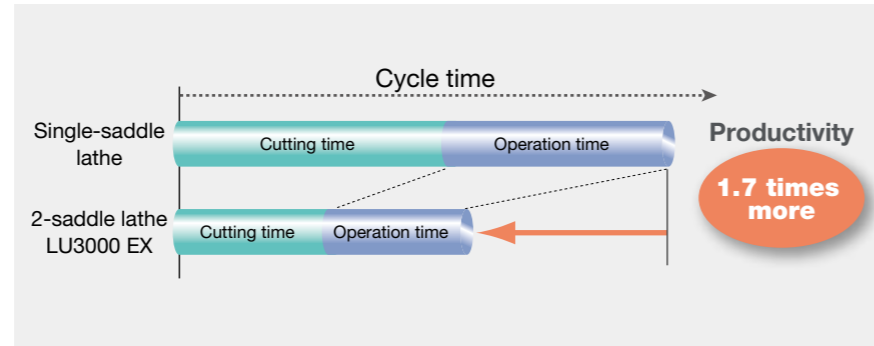 Cycle time
Single-saddle
lathe
Cutting time
Operation time
Productivity
1.7 times
more
2-saddle lathe
LU3000 EX
Cutting time
Operation time